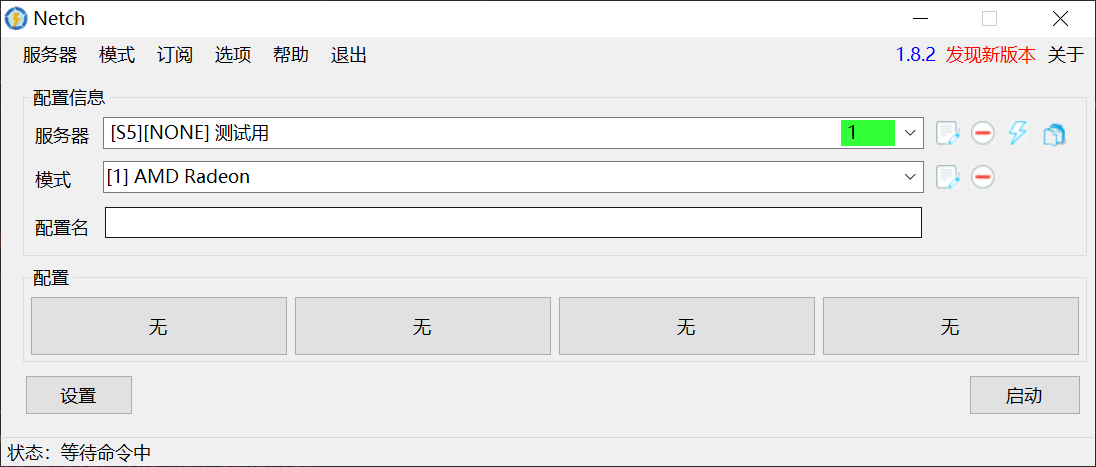 Netch
服务器 模式 订阅 选项 帮助 退出 1.8.2 发现新版本 关于
配置信息
服务器 [S5][NONE] 测试用 1
模式 [1] AMD Radeon
配置名
配置
无 无 无 无
设置 启动
状态：等待命令中